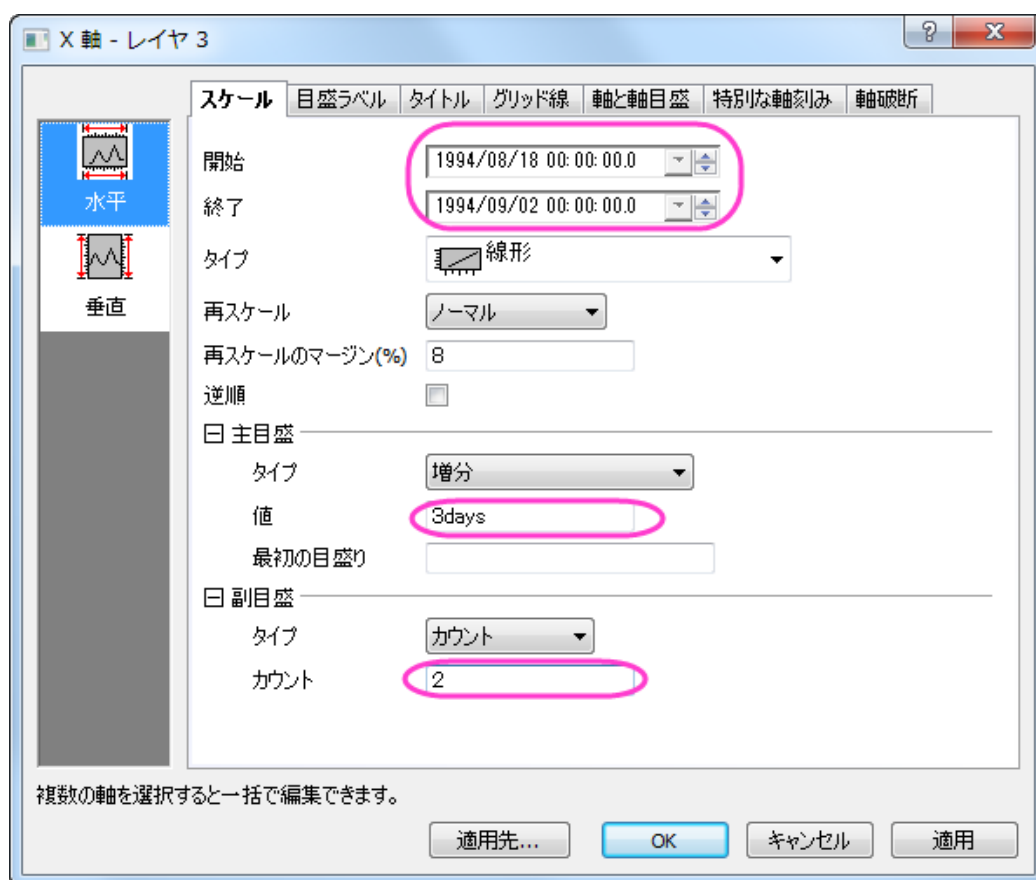 X 軸 - レイヤ 3
スケール 目盛ラベル タイトル グリッド線 軸と軸目盛 特別な軸刻み 軸破断
水平
垂直
開始 1994/08/18 00:00:00.0
終了 1994/09/02 00:00:00.0
タイプ 線形
再スケール ノーマル
再スケールのマージン(%) 8
逆順
主目盛
タイプ 増分
値 3days
最初の目盛り
副目盛
タイプ カウント
カウント 2
複数の軸を選択すると一括で編集できます。
適用先... OK キャンセル 適用